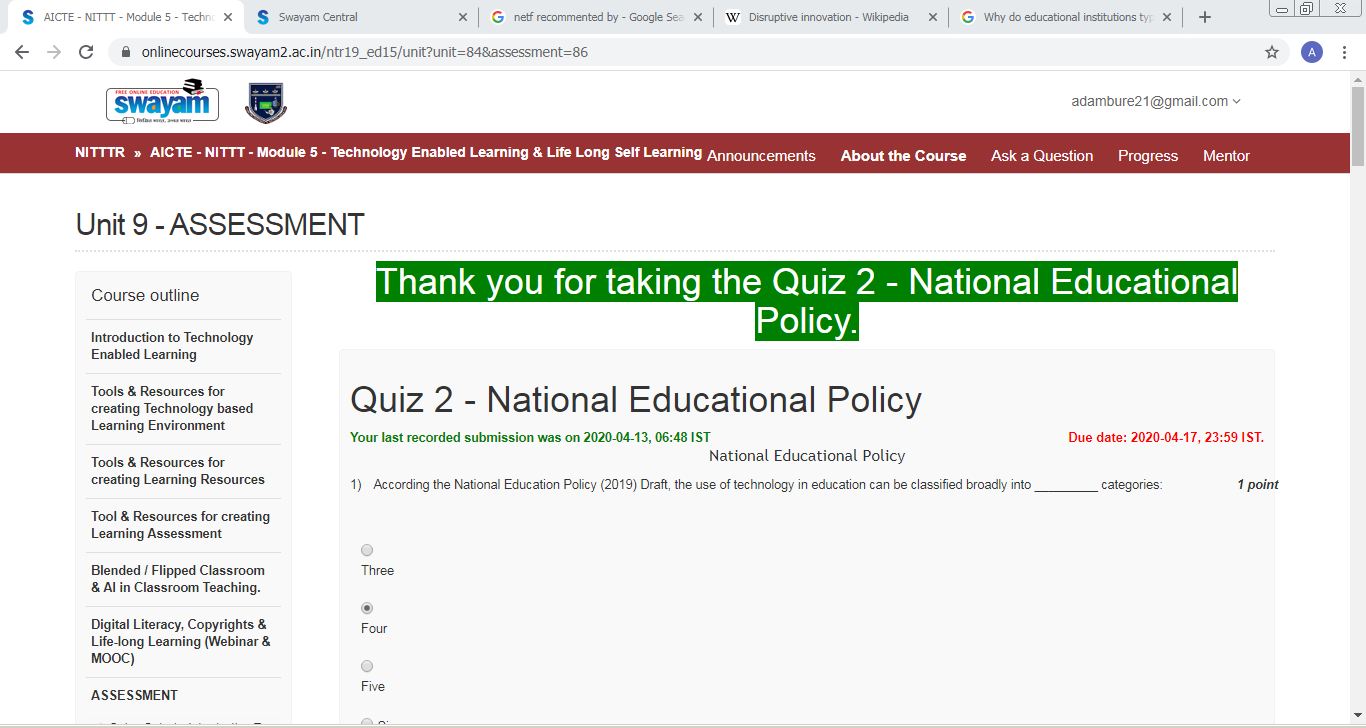 AICTE - NITTT - Module 5 - Techn
Swayam Central
netf recommented by - Google Sea
Disruptive innovation - Wikipedia
Why do educational institutions typ
onlinecourses.swayam2.ac.in/ntr19_ed15/unit?unit=84&assessment=86
A
FREE ONLINE EDUCATION
swayam
adambure21@gmail.com
NITTTR » AICTE - NITTT - Module 5 - Technology Enabled Learning & Life Long Self Learning
Announcements About the Course Ask a Question Progress Mentor
Unit 9 - ASSESSMENT
Course outline
Introduction to Technology
Enabled Learning
Tools & Resources for
creating Technology based
Learning Environment
Tools & Resources for
creating Learning Resources
Tool & Resources for creating
Learning Assessment
Blended / Flipped Classroom
& AI in Classroom Teaching.
Digital Literacy, Copyrights &
Life-long Learning (Webinar &
MOOC)
ASSESSMENT
Thank you for taking the Quiz 2 - National Educational
Policy.
Quiz 2 - National Educational Policy
Your last recorded submission was on 2020-04-13, 06:48 IST
Due date: 2020-04-17, 23:59 IST.
National Educational Policy
1) According the National Education Policy (2019) Draft, the use of technology in education can be classified broadly into _________ categories: 1 point
Three
Four
Five